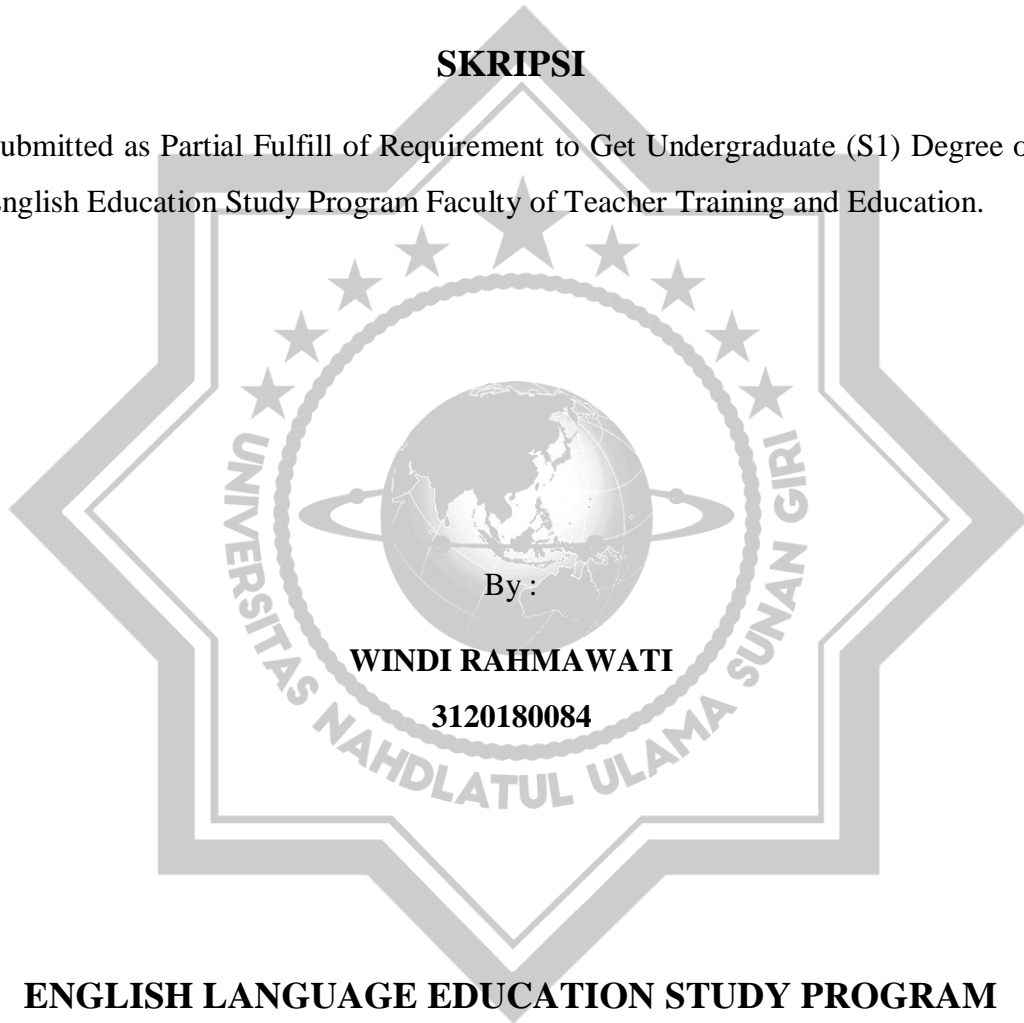 SKRIPSI
ubmitted as Partial Fulfill of Requirement to Get Undergraduate (S1) Degree o
nglish Education Study Program Faculty of Teacher Training and Education.
By :
WINDI RAHMAWATI
3120180084
UNIVERSITAS NAHDLATUL ULAMA SUNAN GIRI
ENGLISH LANGUAGE EDUCATION STUDY PROGRAM